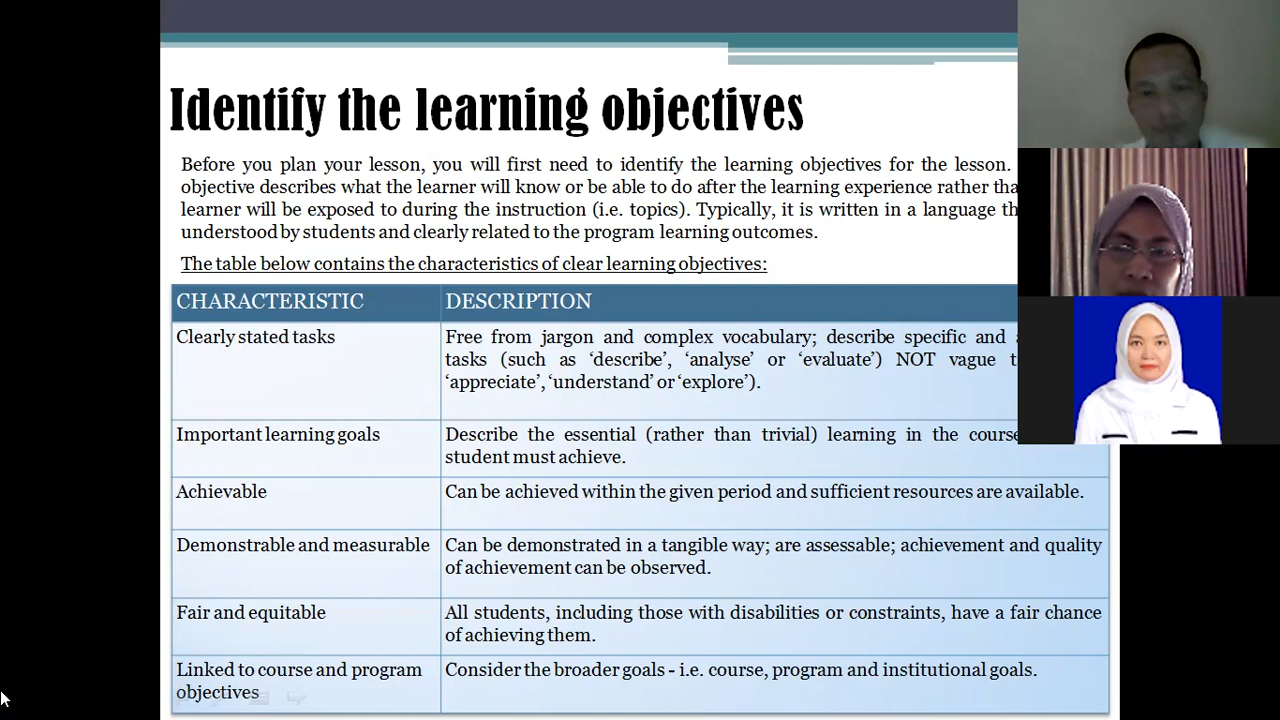 Identify the learning objectives
Before you plan your lesson, you will first need to identify the learning objectives for the lesson.
objective describes what the learner will know or be able to do after the learning experience rather
learner will be exposed to during the instruction (i.e. topics). Typically, it is written in a language
understood by students and clearly related to the program learning outcomes.
The table below contains the characteristics of clear learning objectives:
CHARACTERISTIC DESCRIPTION
Clearly stated tasks Free from jargon and complex vocabulary; describe specific and
tasks (such as ‘describe’, ‘analyse’ or ‘evaluate’) NOT vague
‘appreciate’, ‘understand’ or ‘explore’).
Important learning goals Describe the essential (rather than trivial) learning in the course
student must achieve.
Achievable Can be achieved within the given period and sufficient resources are available.
Demonstrable and measurable Can be demonstrated in a tangible way; are assessable; achievement and quality
of achievement can be observed.
Fair and equitable All students, including those with disabilities or constraints, have a fair chance
of achieving them.
Linked to course and program Consider the broader goals - i.e. course, program and institutional goals.
objectives